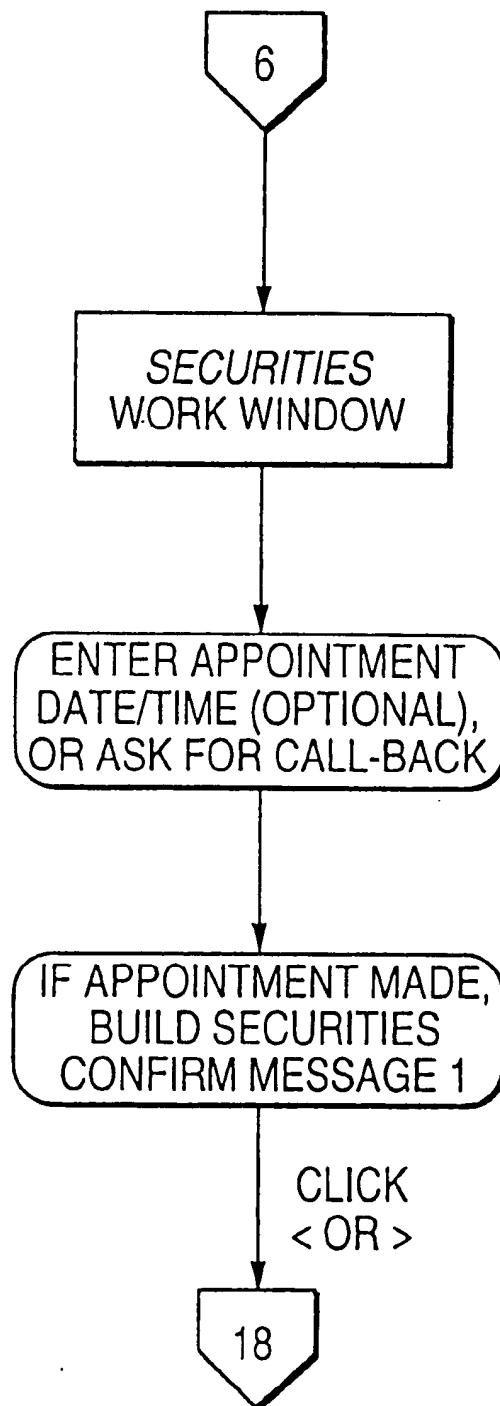 6
SECURITIES
WORK WINDOW
ENTER APPOINTMENT
DATE/TIME (OPTIONAL),
OR ASK FOR CALL-BACK
IF APPOINTMENT MADE,
BUILD SECURITIES
CONFIRM MESSAGE 1
CLICK
< OR >
18